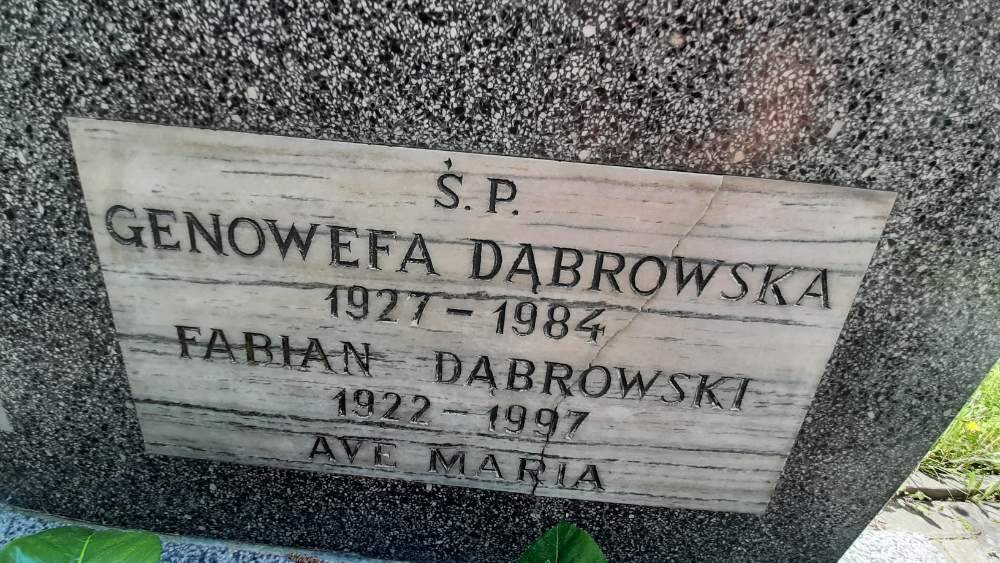 Ś. P.
GENOWEFA DĄBROWSKA
1927 - 1984
FABIAN DĄBROWSKI
1922 - 1997
AVE MARIA